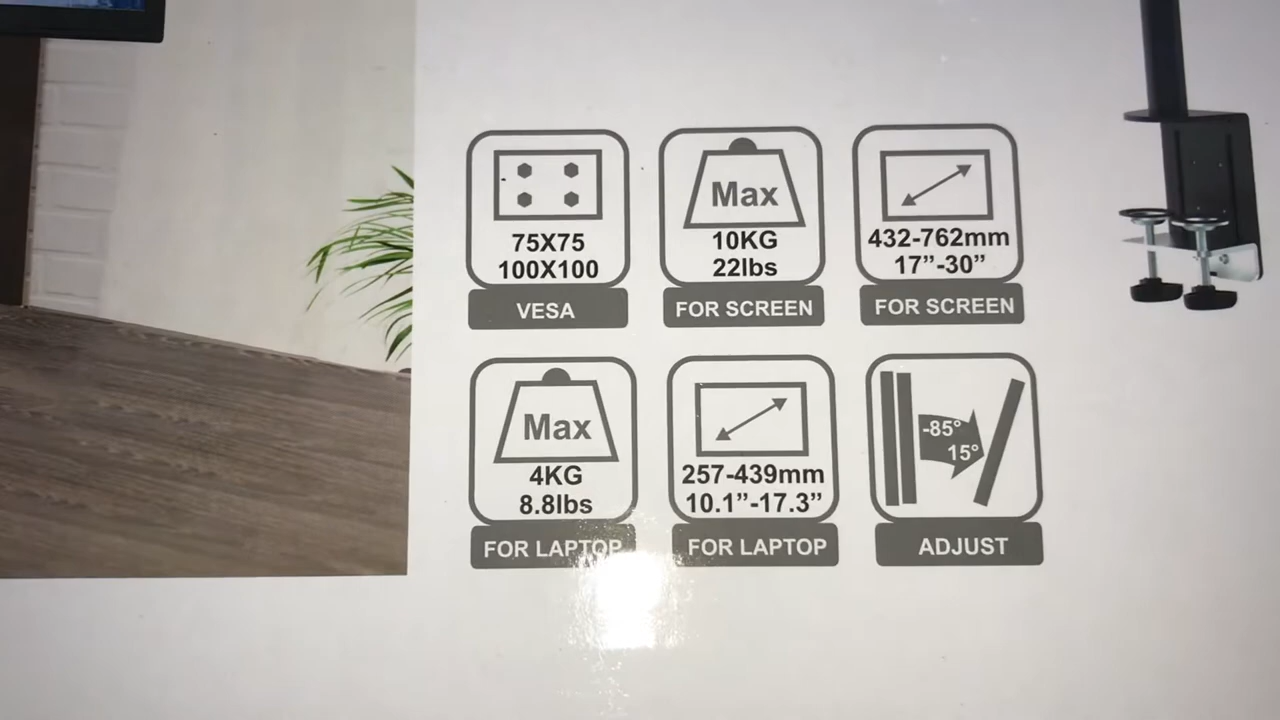 75X75
100X100
VESA
Max
10KG
22lbs
FOR SCREEN
432-762mm
17”-30”
FOR SCREEN
Max
4KG
8.8lbs
FOR LAPTOP
257-439mm
10.1”-17.3”
FOR LAPTOP
-85°
15°
ADJUST